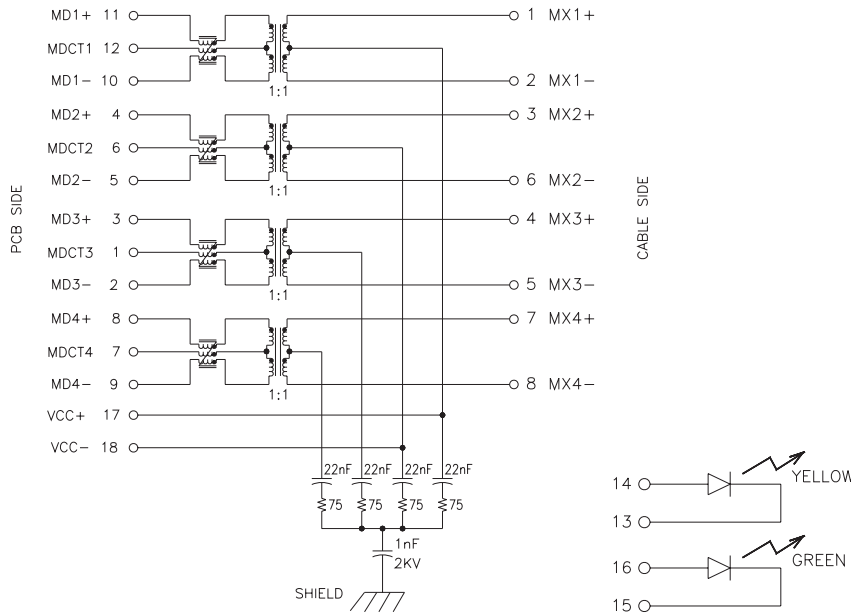 MD1+ 11 1 MX1+
MDCT1 12
MD1- 10 2 MX1-
1:1
MD2+ 4 3 MX2+
MDCT2 6
MD2- 5 6 MX2-
1:1
PCB SIDE
CABLE SIDE
MD3+ 3 4 MX3+
MDCT3 1
MD3- 2 5 MX3-
1:1
MD4+ 8 7 MX4+
MDCT4 7
MD4- 9 8 MX4-
1:1
VCC+ 17
VCC- 18
22nF 22nF 22nF 22nF
75 75 75 75
1nF
2KV
SHIELD
14 YELLOW
13
16 GREEN
15